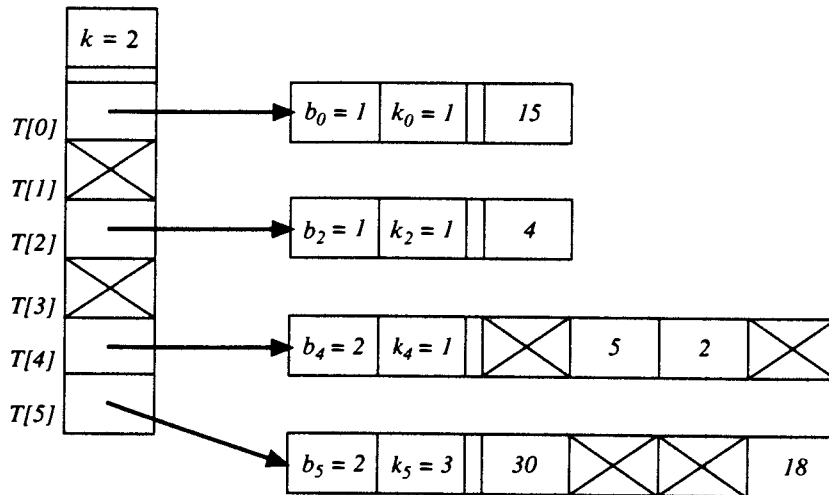 k = 2
T[0]
b₀ = 1 k₀ = 1 15
T[1]
T[2]
b₂ = 1 k₂ = 1 4
T[3]
T[4]
b₄ = 2 k₄ = 1 5 2
T[5]
b₅ = 2 k₅ = 3 30 18